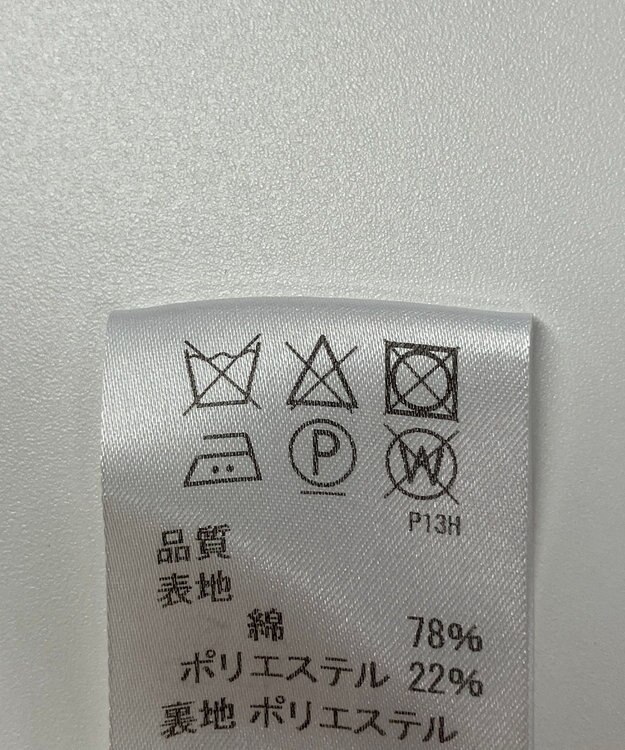 P W
P13H
品質
表地
綿 78%
ポリエステル 22%
裏地 ポリエステル